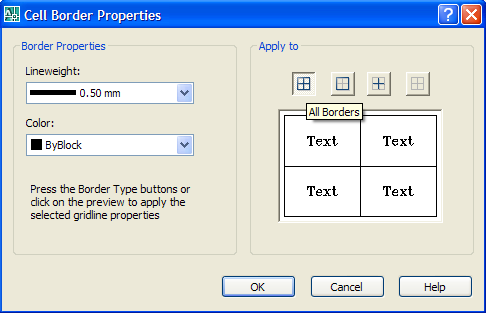 Cell Border Properties
Border Properties
Lineweight:
0.50 mm
Color:
ByBlock
Press the Border Type buttons or
click on the preview to apply the
selected gridline properties
Apply to
All Borders
Text Text
Text Text
OK Cancel Help